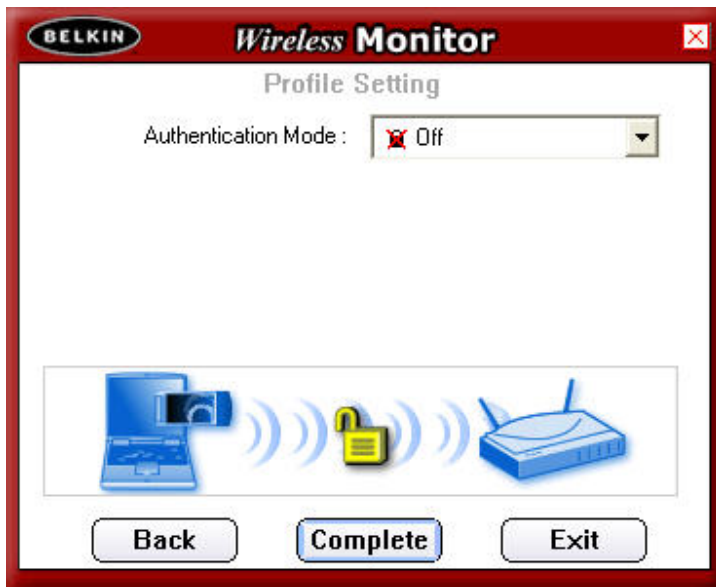 BELKIN Wireless Monitor
Profile Setting
Authentication Mode : Off
Back Complete Exit